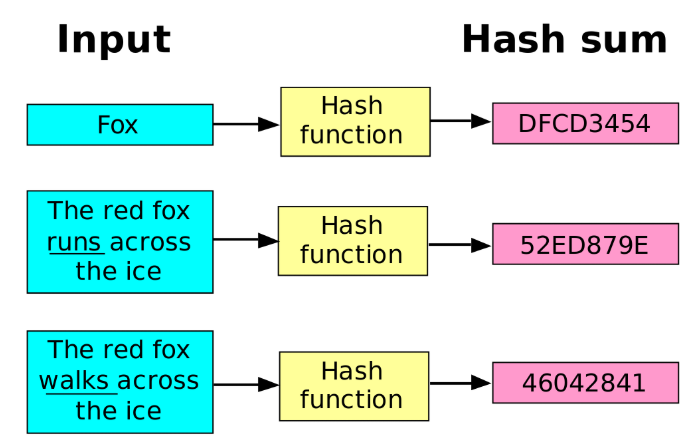 Input
Hash sum
Fox
Hash
function
DFCD3454
The red fox
runs across
the ice
Hash
function
52ED879E
The red fox
walks across
the ice
Hash
function
46042841